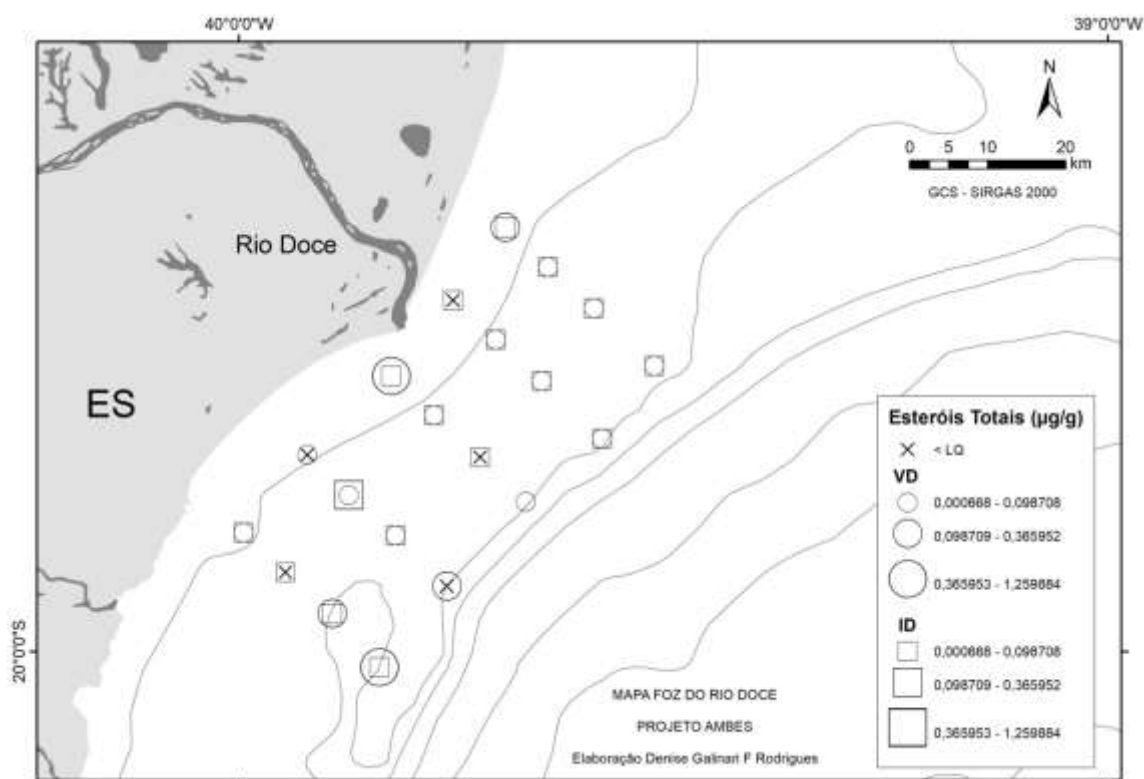 40°0'0"W
39°0'0"W
N
0 5 10 20
km
GCS - SIRGAS 2000
Rio Doce
ES
Esteróis Totais (µg/g)
< LQ
VD
0,000668 - 0,098708
0,098709 - 0,365952
0,365953 - 1,259884
ID
0,000668 - 0,098708
0,098709 - 0,365952
0,365953 - 1,259884
20°0'0"S
MAPA FOZ DO RIO DOCE
PROJETO AMBES
Elaboração Denise Galinari F Rodrigues